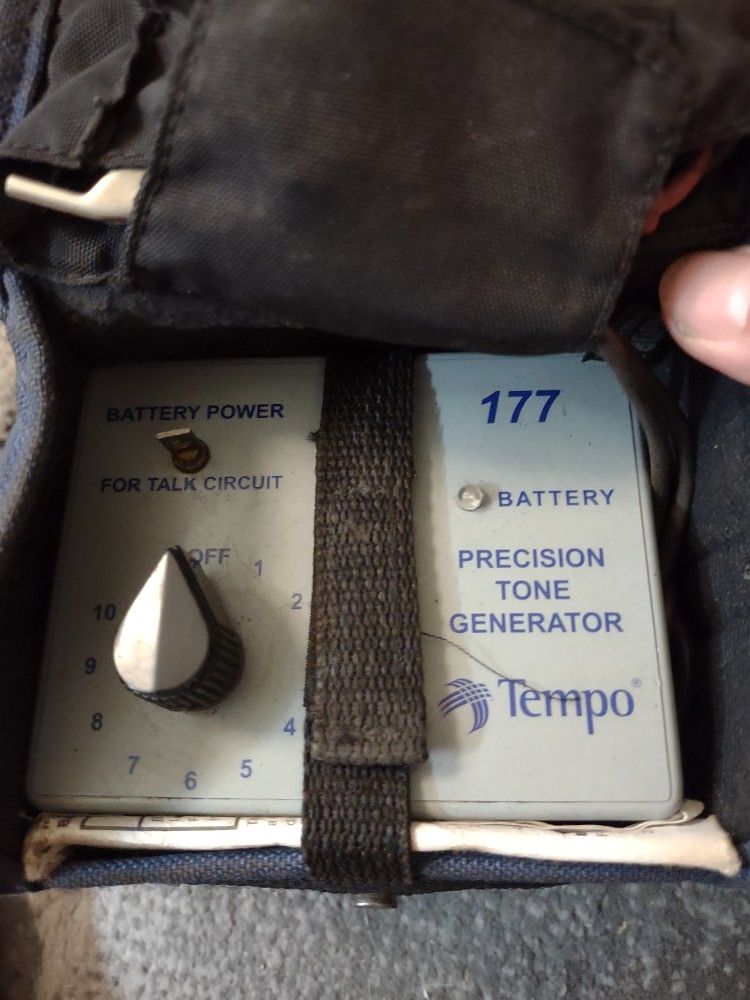 BATTERY POWER
FOR TALK CIRCUIT
OFF
1
2
4
5
6
7
8
9
10
177
BATTERY
PRECISION
TONE
GENERATOR
Tempo®